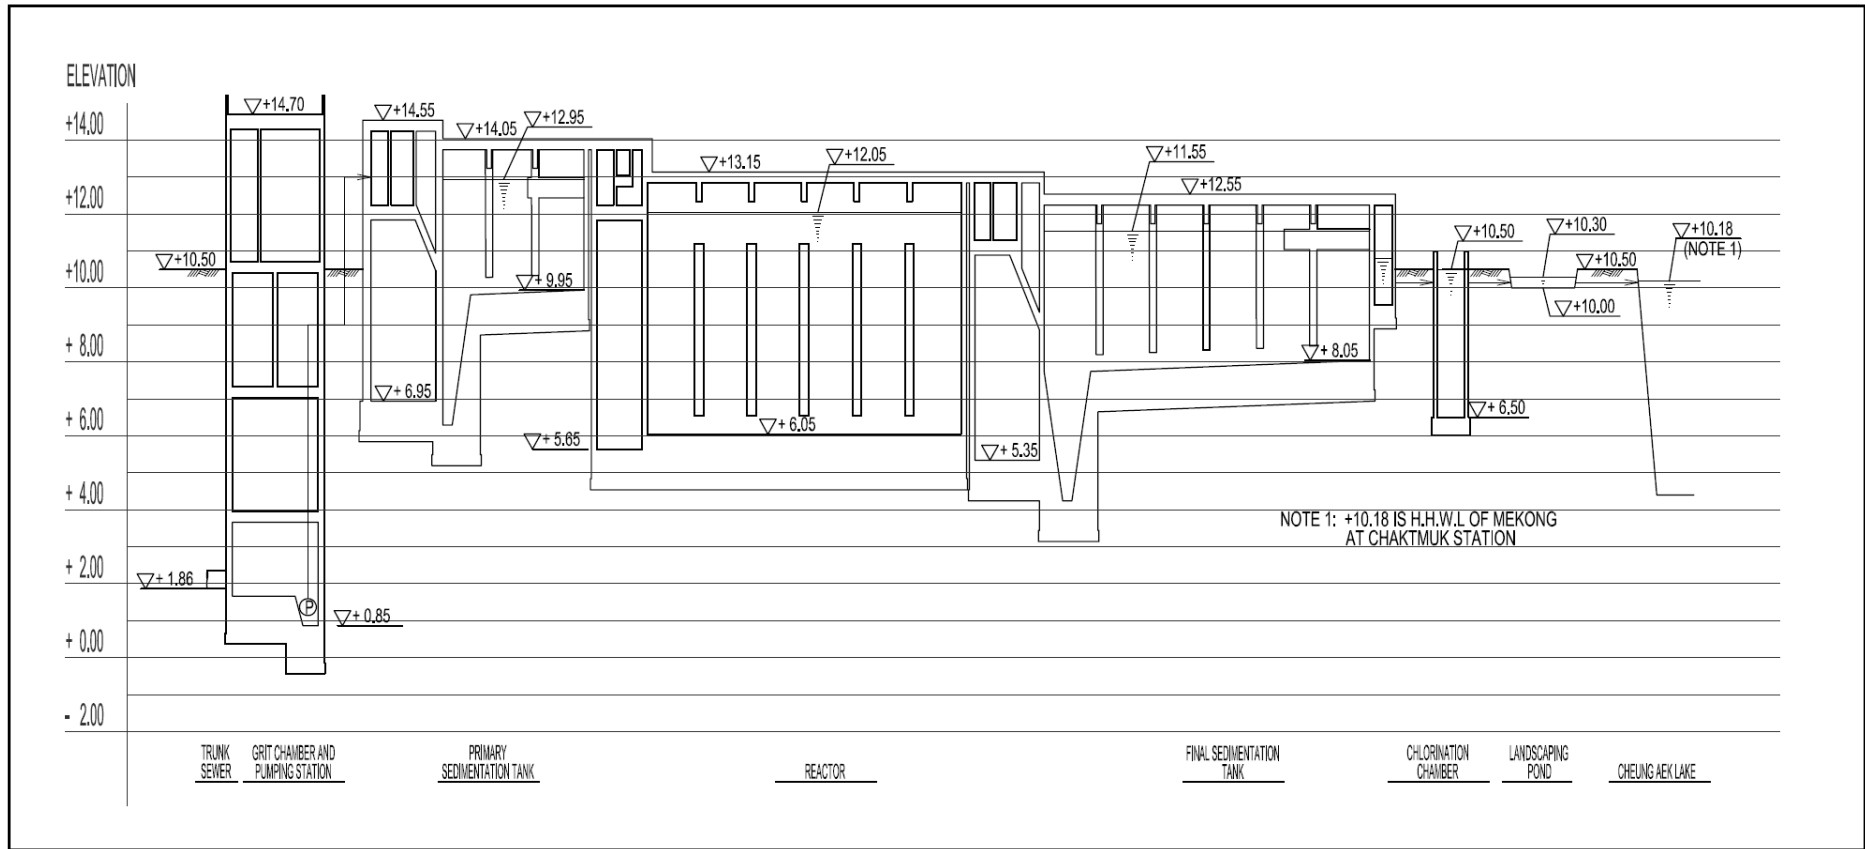 ELEVATION
+14.00
+12.00
+10.00
+ 8.00
+ 6.00
+ 4.00
+ 2.00
+ 0.00
- 2.00
+14.70
+14.55
+14.05
+12.95
+13.15
+12.05
+11.55
+12.55
+10.50
+10.50
+10.30
+10.50
+10.18
(NOTE 1)
+10.00
+ 9.95
+ 8.05
+ 6.95
+ 6.50
+ 6.05
+ 5.65
+ 5.35
+ 1.86
P
+ 0.85
NOTE 1: +10.18 IS H.H.W.L OF MEKONG
AT CHAKTMUK STATION
TRUNK
SEWER
GRIT CHAMBER AND
PUMPING STATION
PRIMARY
SEDIMENTATION TANK
REACTOR
FINAL SEDIMENTATION
TANK
CHLORINATION
CHAMBER
LANDSCAPING
POND
CHEUNG AEK LAKE